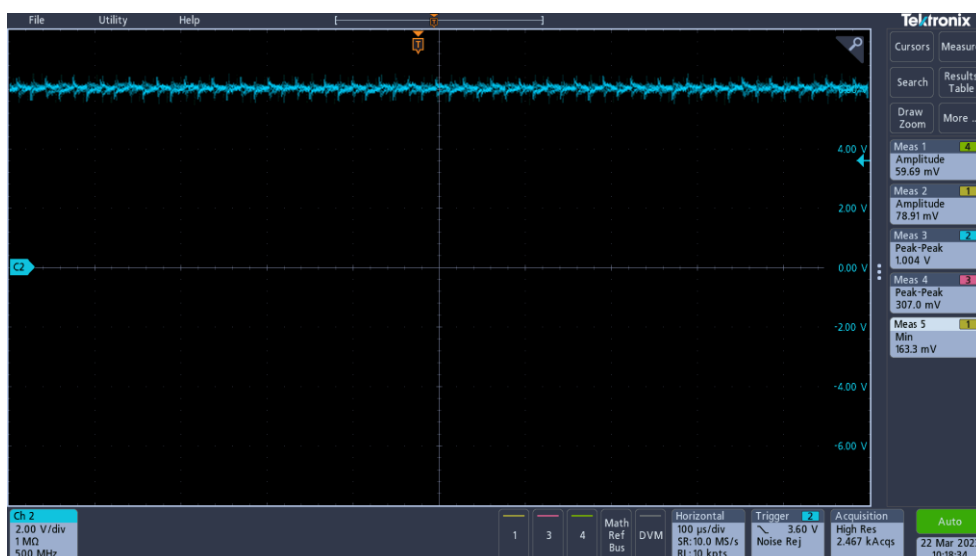 File Utility Help
Tektronix
Cursors Measure
Search Results Table
Draw Zoom More ...
T
T
4.00 V
2.00 V
0.00 V
-2.00 V
-4.00 V
-6.00 V
C2
Meas 1 4
Amplitude
59.69 mV
Meas 2 1
Amplitude
78.91 mV
Meas 3 2
Peak-Peak
1.004 V
Meas 4 3
Peak-Peak
307.0 mV
Meas 5 1
Min
163.3 mV
Ch 2
2.00 V/div
1 MΩ
500 MHz
1
3
4
Math
Ref
Bus
DVM
Horizontal
100 µs/div
SR: 10.0 MS/s
RL: 10 knts
Trigger 2
3.60 V
Noise Rej
Acquisition
High Res
2.467 kAcqs
Auto
22 Mar 202